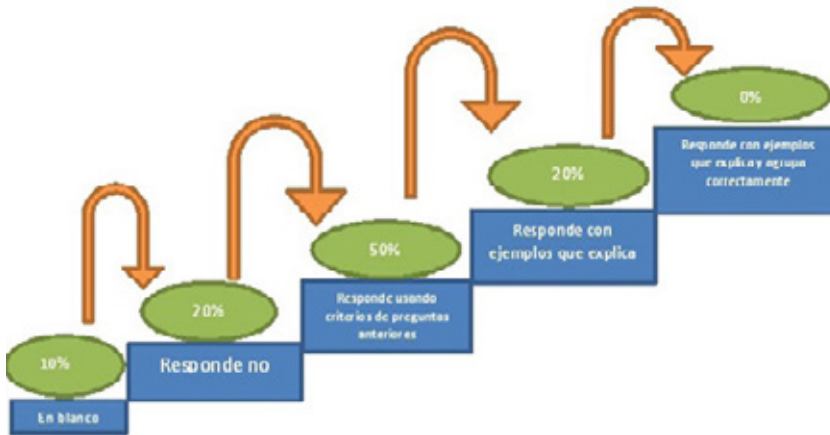 0%
Responde con ejemplos
que explica y agrupa
correctamente
20%
Responde con
ejemplos que explica
50%
Responde usando
criterios de preguntas
anteriores
20%
Responde no
10%
En blanco